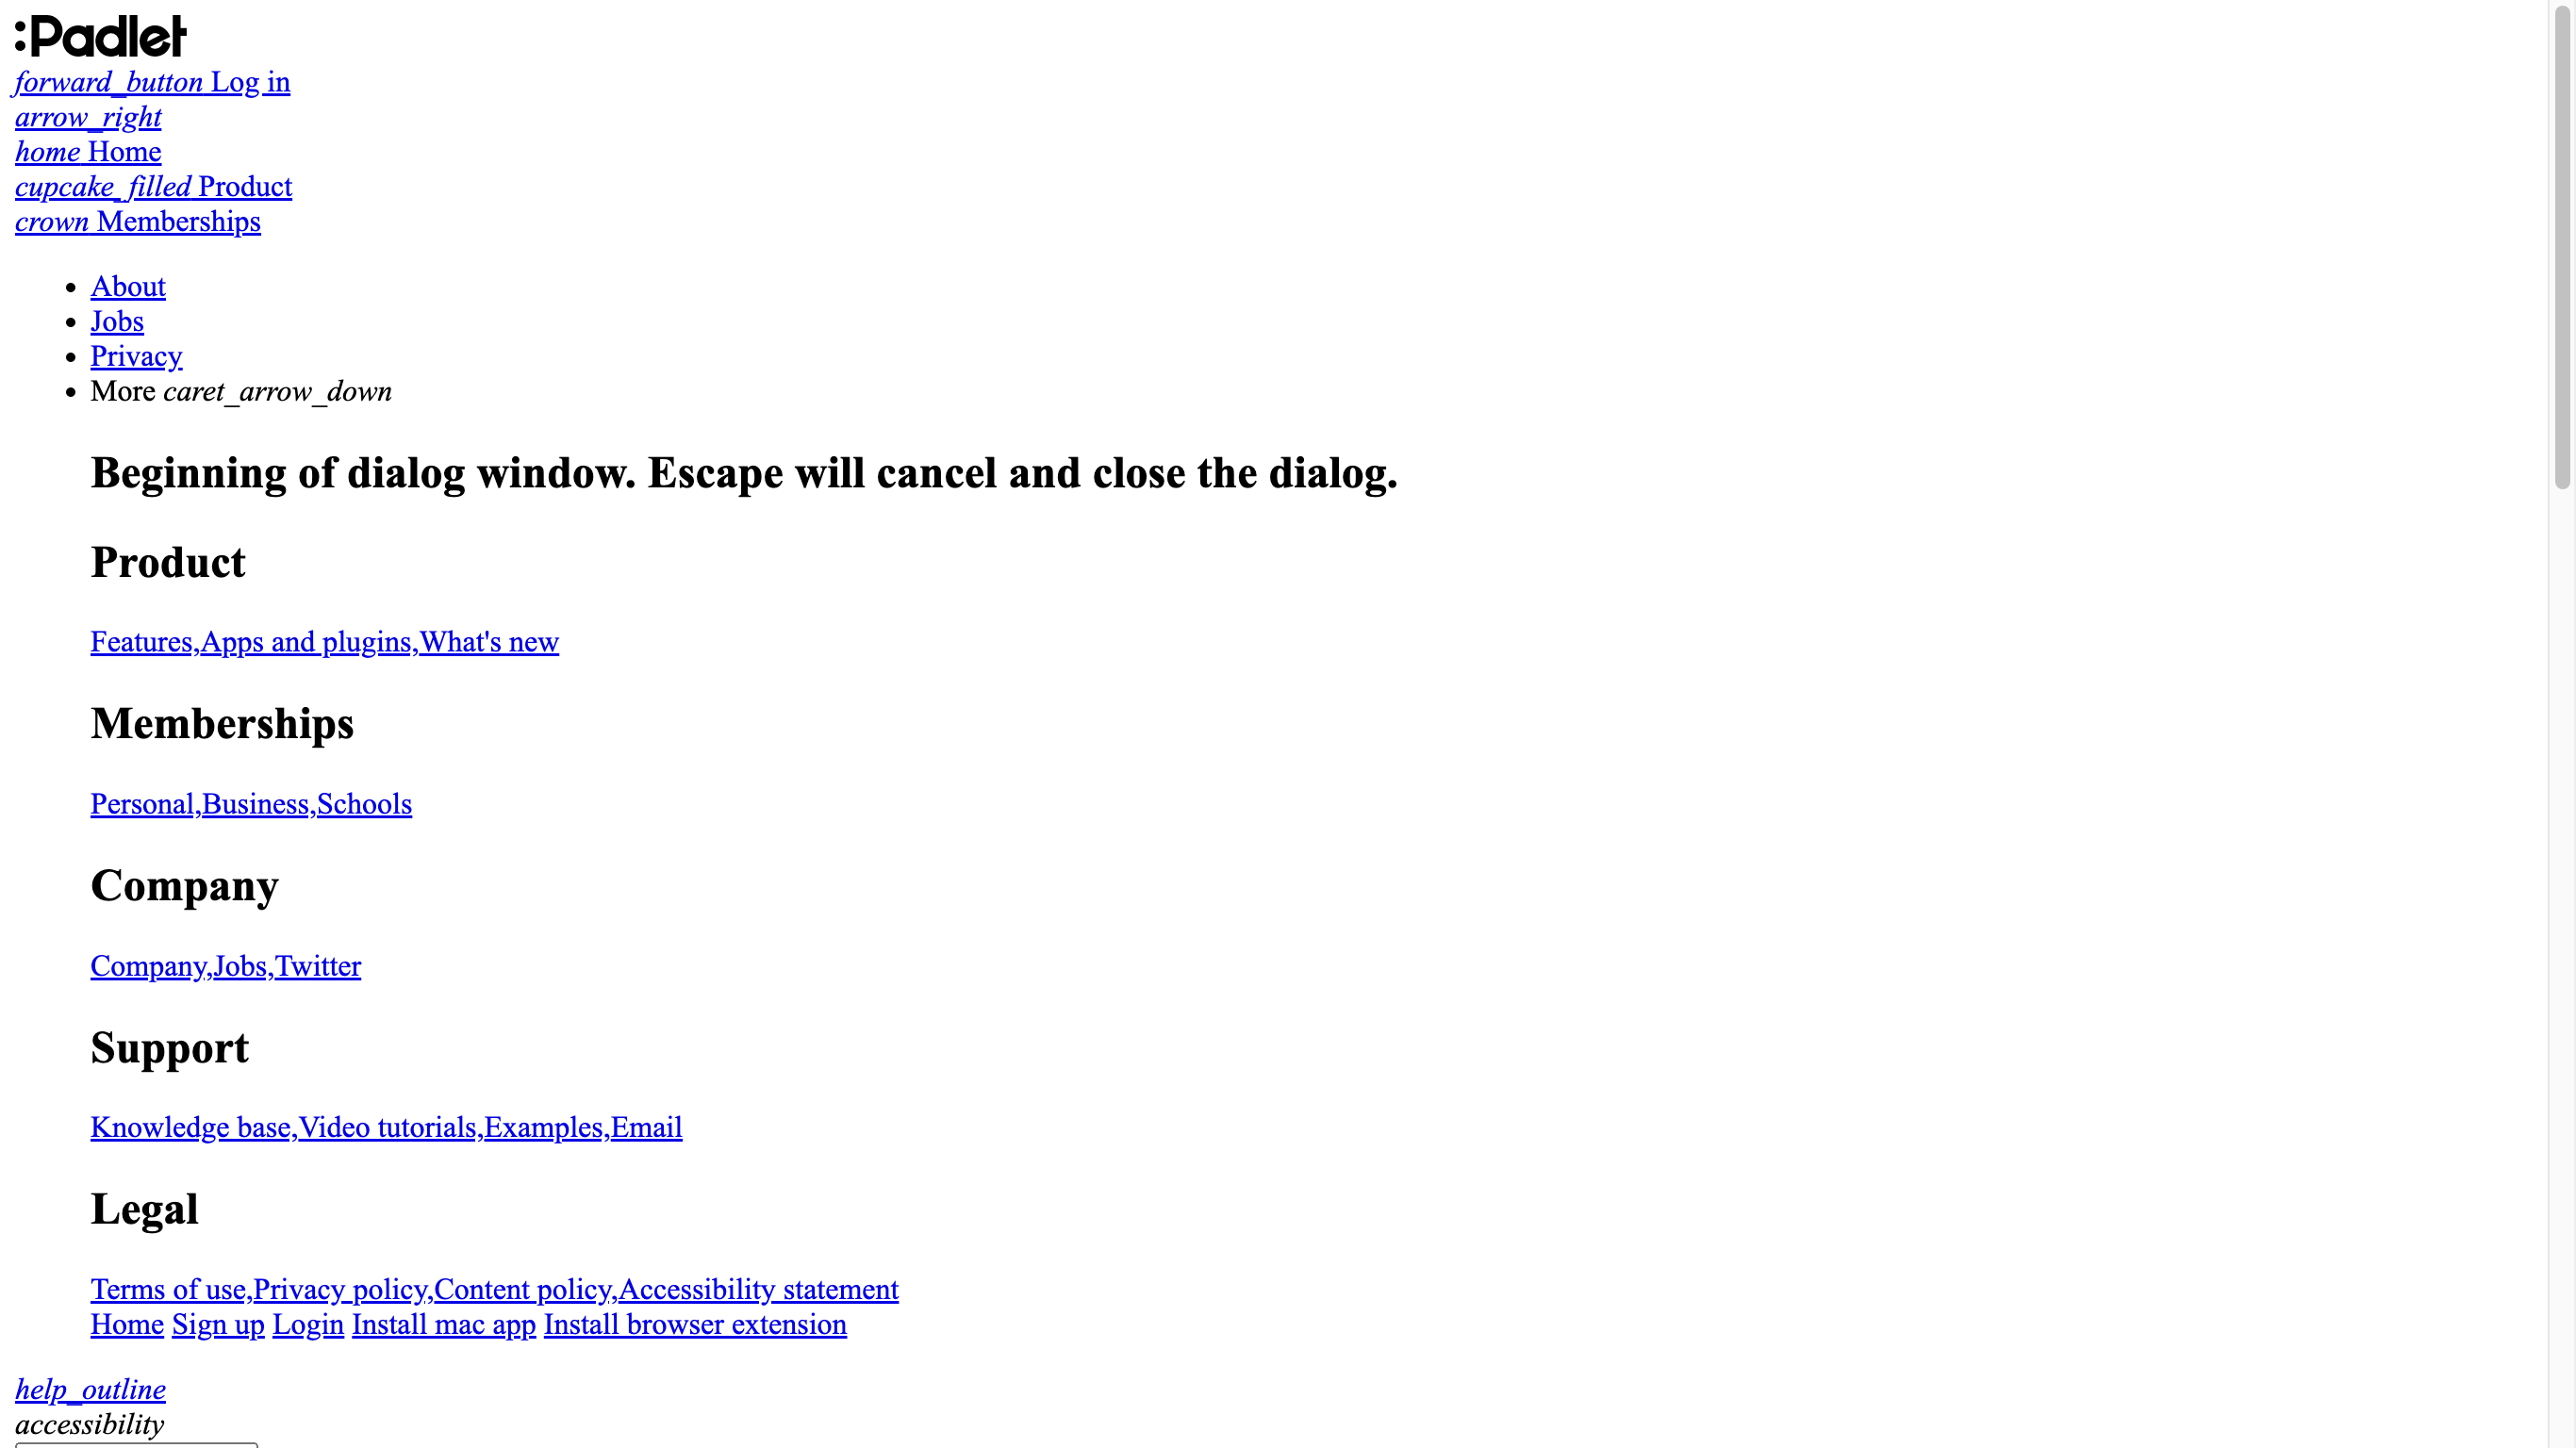 :Padlet
forward_button Log in
arrow_right
home Home
cupcake_filled Product
crown Memberships
About
Jobs
Privacy
More caret_arrow_down
Beginning of dialog window. Escape will cancel and close the dialog.
Product
Features,Apps and plugins,What's new
Memberships
Personal,Business,Schools
Company
Company,Jobs,Twitter
Support
Knowledge base,Video tutorials,Examples,Email
Legal
Terms of use,Privacy policy,Content policy,Accessibility statement
Home Sign up Login Install mac app Install browser extension
help_outline
accessibility